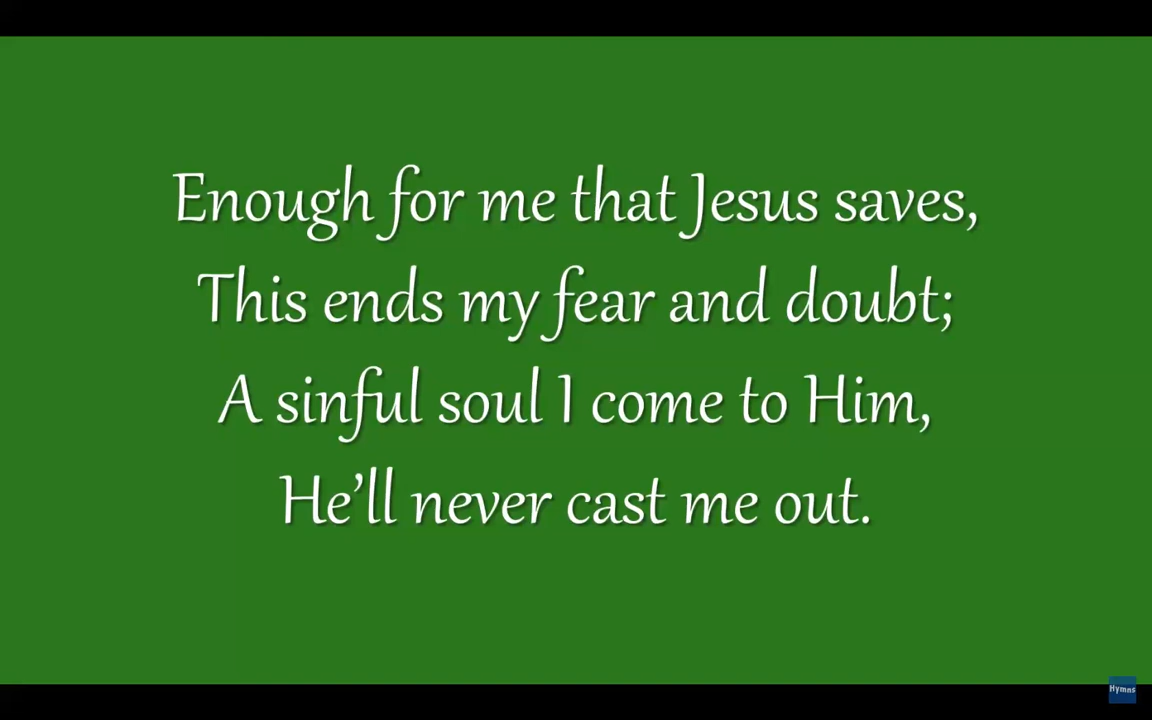 Enough for me that Jesus saves,
This ends my fear and doubt;
A sinful soul I come to Him,
He’ll never cast me out.
Hymns